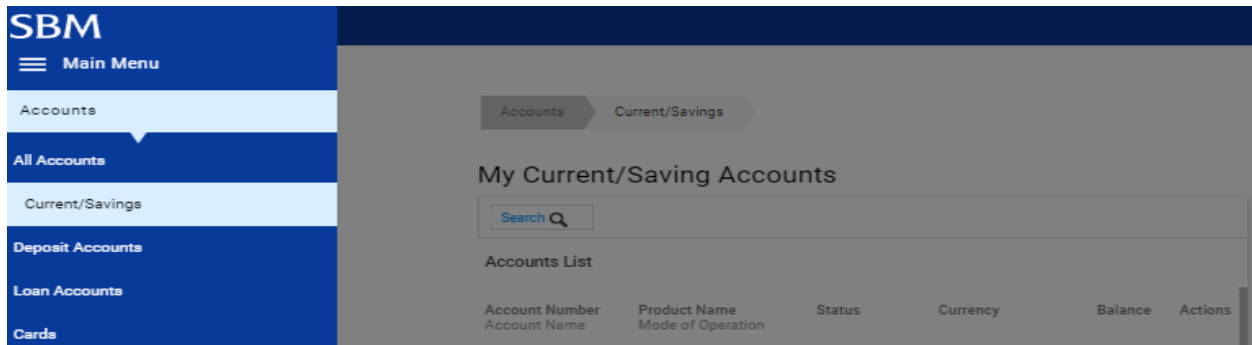 SBM
Main Menu
Accounts
All Accounts
Current/Savings
Deposit Accounts
Loan Accounts
Cards
Accounts Current/Savings
My Current/Saving Accounts
Search
Accounts List
Account Number Product Name Status Currency Balance Actions
Account Name Mode of Operation